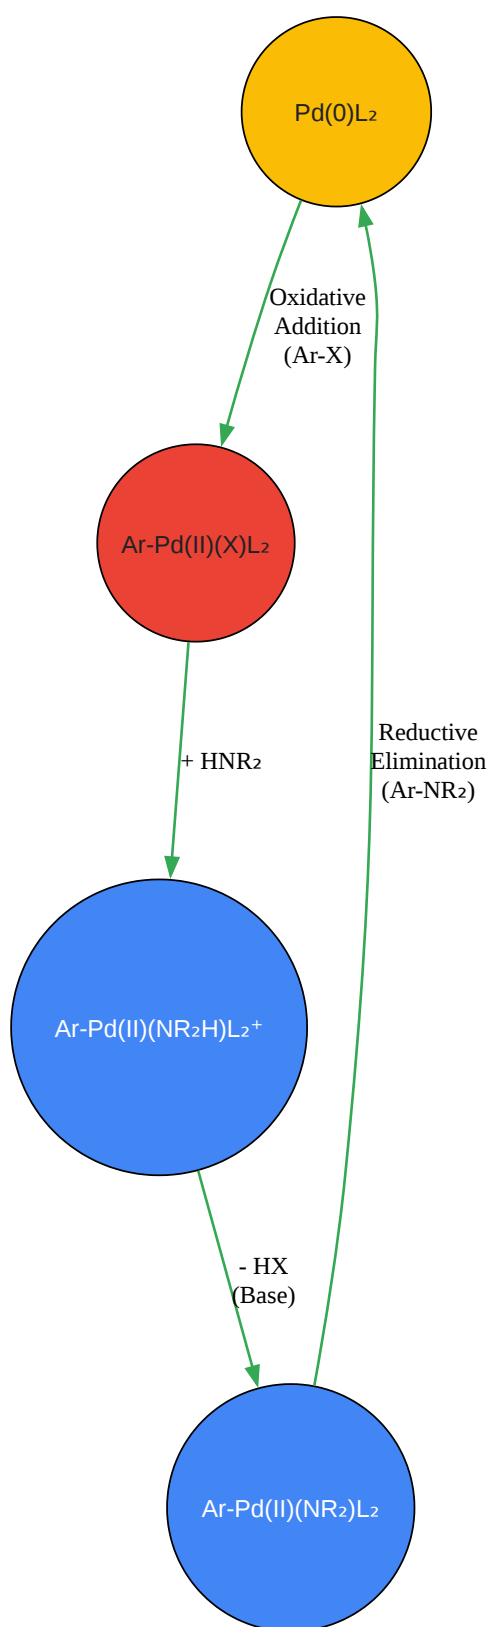 Pd(0)L₂
Oxidative
Addition
(Ar-X)
Ar-Pd(II)(X)L₂
+ HNR₂
Reductive
Elimination
(Ar-NR₂)
Ar-Pd(II)(NR₂H)L₂⁺
- HX
(Base)
Ar-Pd(II)(NR₂)L₂